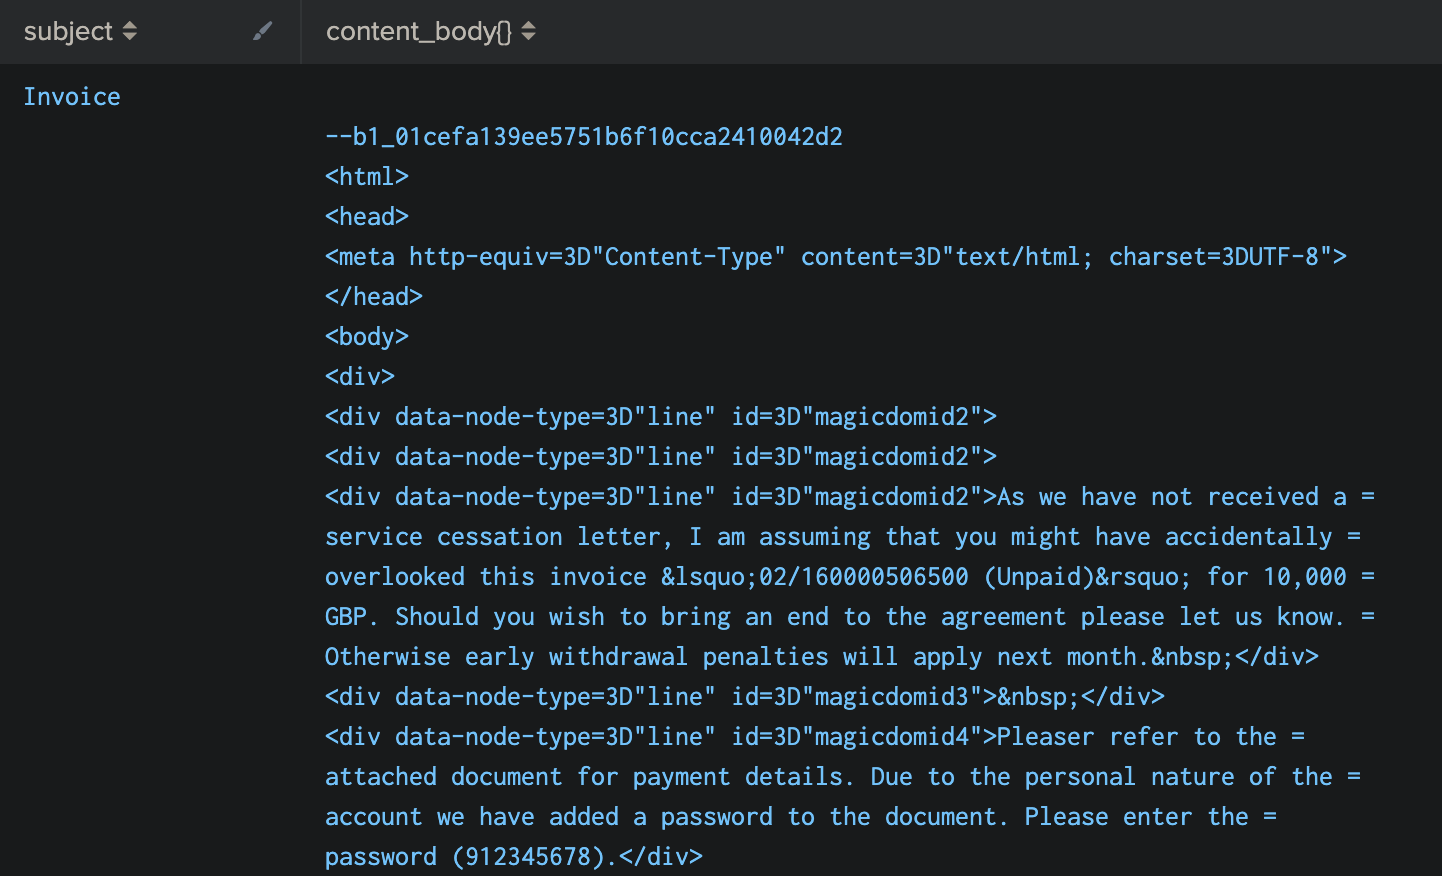 subject content_body{}
Invoice
--b1_01cefa139ee5751b6f10cca2410042d2
<html>
<head>
<meta http-equiv=3D"Content-Type" content=3D"text/html; charset=3DUTF-8">
</head>
<body>
<div>
<div data-node-type=3D"line" id=3D"magicdomid2">
<div data-node-type=3D"line" id=3D"magicdomid2">
<div data-node-type=3D"line" id=3D"magicdomid2">As we have not received a =
service cessation letter, I am assuming that you might have accidentally =
overlooked this invoice &lsquo;02/160000506500 (Unpaid)&rsquo; for 10,000 =
GBP. Should you wish to bring an end to the agreement please let us know. =
Otherwise early withdrawal penalties will apply next month.&nbsp;</div>
<div data-node-type=3D"line" id=3D"magicdomid3">&nbsp;</div>
<div data-node-type=3D"line" id=3D"magicdomid4">Pleaser refer to the =
attached document for payment details. Due to the personal nature of the =
account we have added a password to the document. Please enter the =
password (912345678).</div>